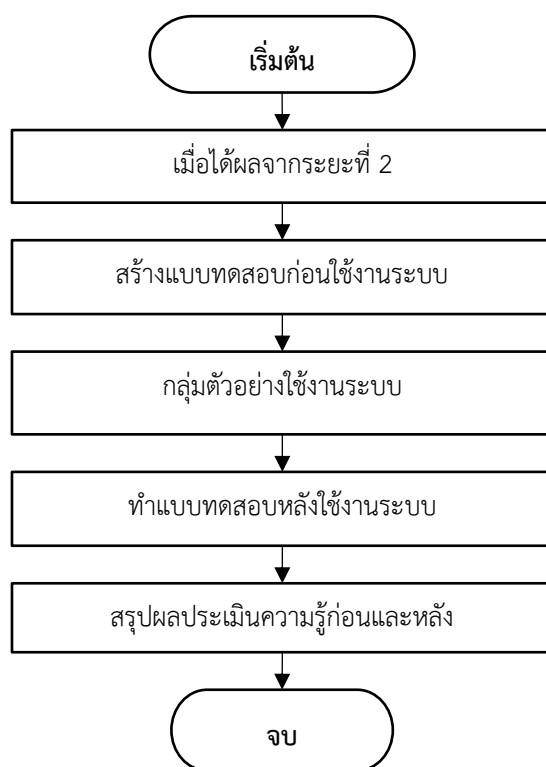 เริ่มต้น
เมื่อได้ผลจากระยะที่ 2
สร้างแบบทดสอบก่อนใช้งานระบบ
กลุ่มตัวอย่างใช้งานระบบ
ทำแบบทดสอบหลังใช้งานระบบ
สรุปผลประเมินความรู้ก่อนและหลัง
จบ